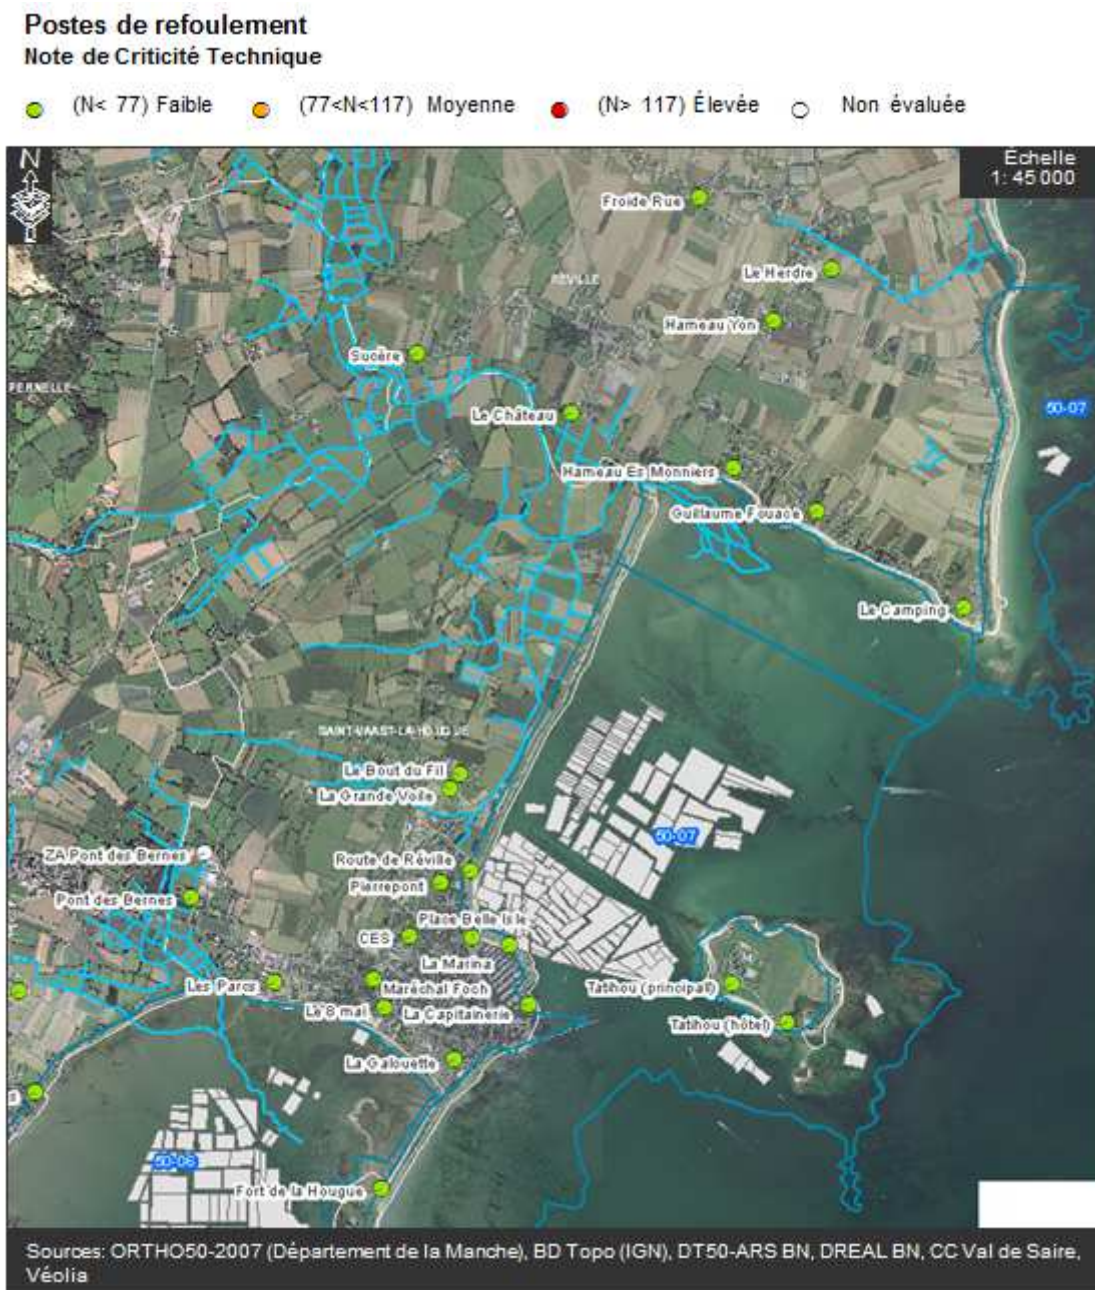 Postes de refoulement
Note de Criticité Technique
(N< 77) Faible
(77<N<117) Moyenne
(N> 117) Élevée
Non évaluée
N
Échelle
1: 45 000
Froide Rue
Le Herdre
RÉVILLE
Hameau Yon
Sucère
PERNELLE
Le Château
50-07
Hameau Es Monniers
Guillaume Fouace
Le Camping
SAINT-VAAST-LA-HOUGUE
Le Bout du Fil
La Grande Voile
50-07
ZA Pont des Bernes
Route de Réville
Pierrepont
Pont des Bernes
Place Belle Isle
CES
La Marina
Les Parcs
Maréchal Foch
Tatihou (principal)
Le 8 mai
La Capitainerie
Tatihou (hôtel)
La Galouette
s
50-06
Fort de la Hougue
Sources: ORTHO50-2007 (Département de la Manche), BD Topo (IGN), DT50-ARS BN, DREAL BN, CC Val de Saire,
Véolia